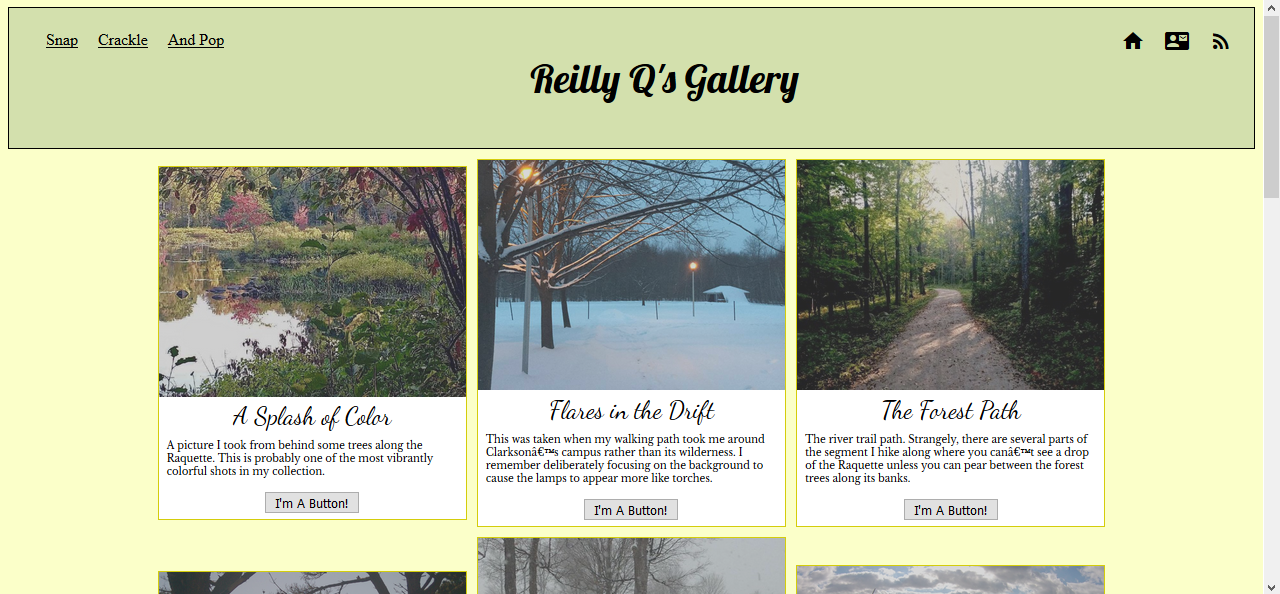 Snap Crackle And Pop
Reilly Q's Gallery
A Splash of Color
A picture I took from behind some trees along the
Raquette. This is probably one of the most vibrantly
colorful shots in my collection.
I'm A Button!
Flares in the Drift
This was taken when my walking path took me around
Clarksonâ€™s campus rather than its wilderness. I
remember deliberately focusing on the background to
cause the lamps to appear more like torches.
I'm A Button!
The Forest Path
The river trail path. Strangely, there are several parts of
the segment I hike along where you canâ€™t see a drop
of the Raquette unless you can pear between the forest
trees along its banks.
I'm A Button!